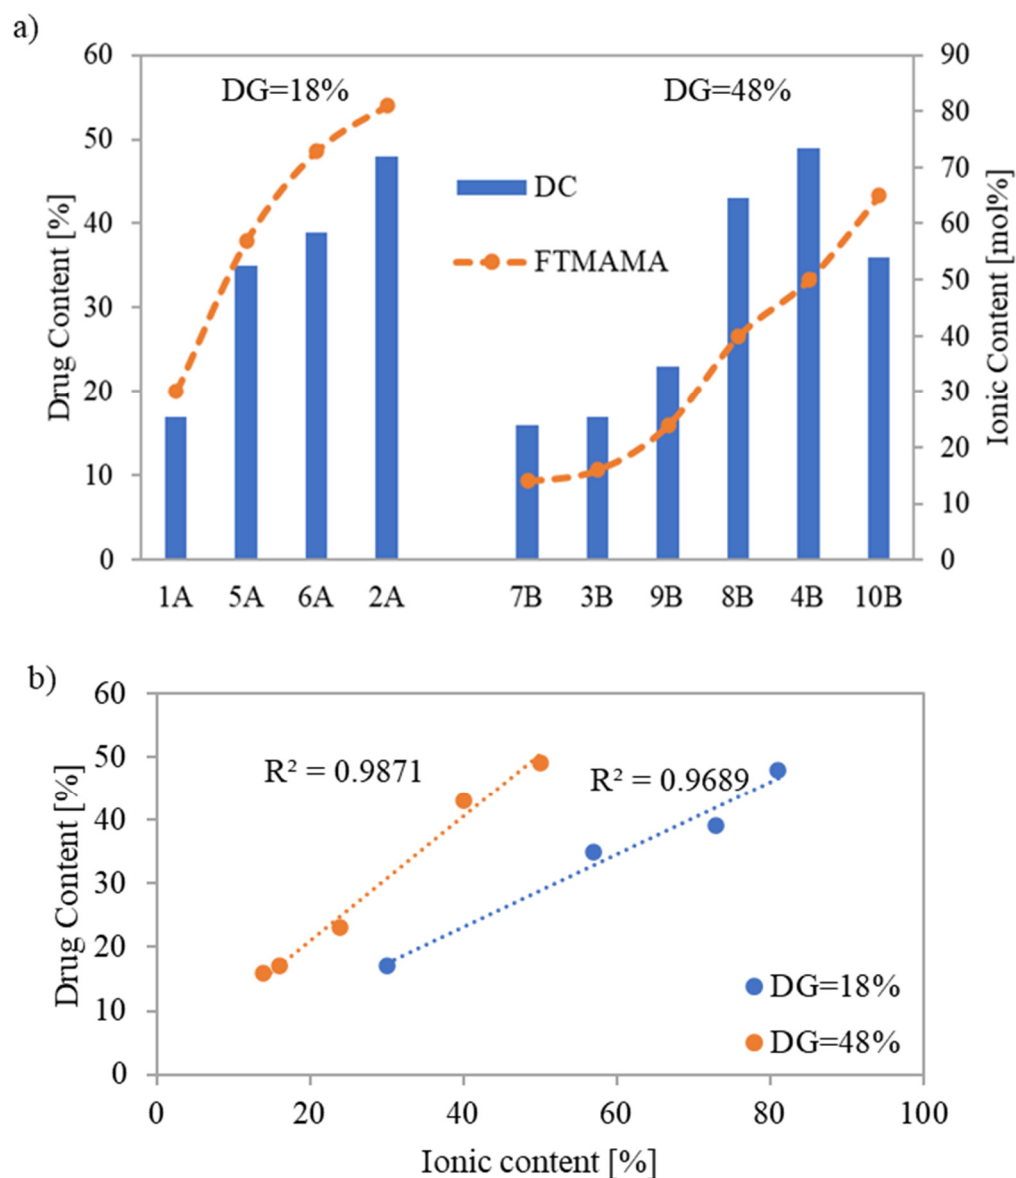 a)
60
50
40
30
20
10
0
Drug Content [%]
90
80
70
60
50
40
30
20
10
0
Ionic Content [mol%]
DG=18%
DG=48%
DC
FTMAMA
1A 5A 6A 2A 7B 3B 9B 8B 4B 10B
b)
60
50
40
30
20
10
0
Drug Content [%]
R² = 0.9871
R² = 0.9689
DG=18%
DG=48%
0 20 40 60 80 100
Ionic content [%]